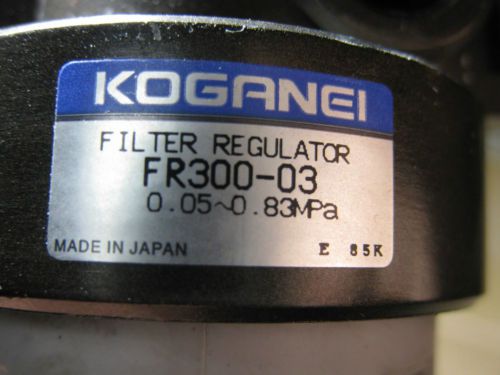 KOGANEI
FILTER REGULATOR
FR300-03
0.05~0.83MPa
MADE IN JAPAN E 85K